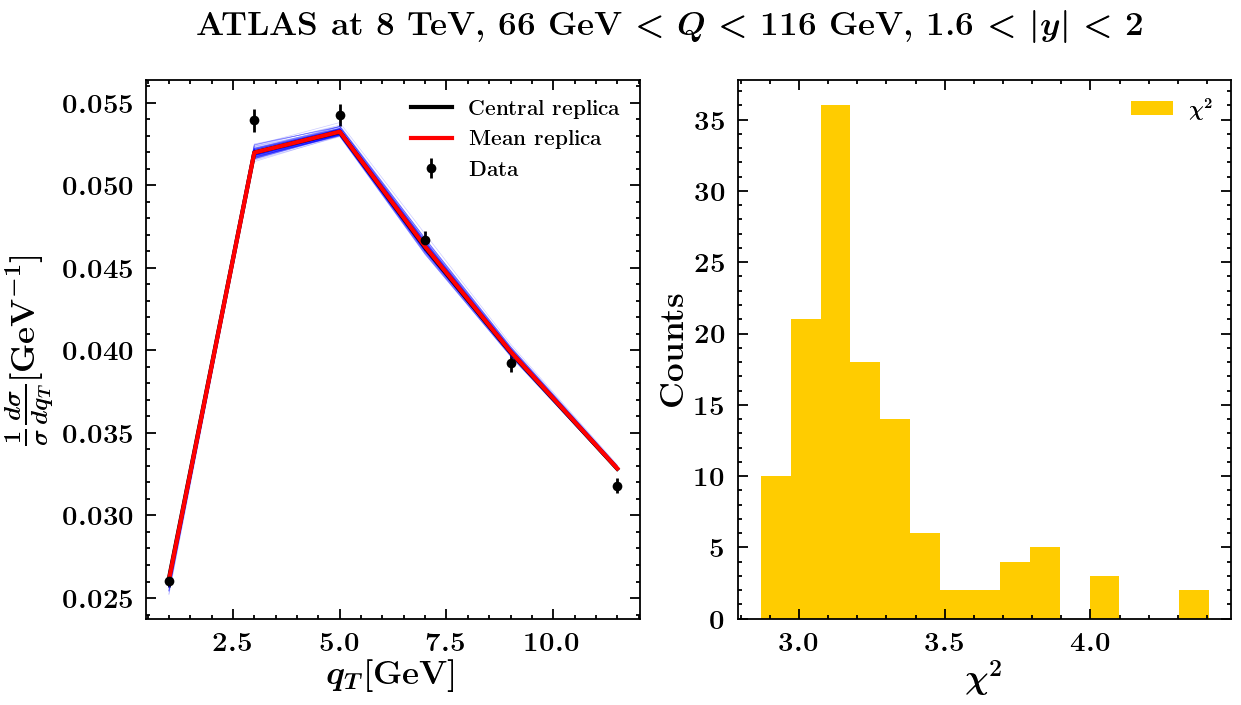 ATLAS at 8 TeV, 66 GeV < Q < 116 GeV, 1.6 < |y| < 2
1/σ dσ/dq_T [GeV⁻¹]
0.055
0.050
0.045
0.040
0.035
0.030
0.025
Central replica
Mean replica
Data
2.5 5.0 7.5 10.0
q_T[GeV]
Counts
35
30
25
20
15
10
5
0
χ²
3.0 3.5 4.0
χ²